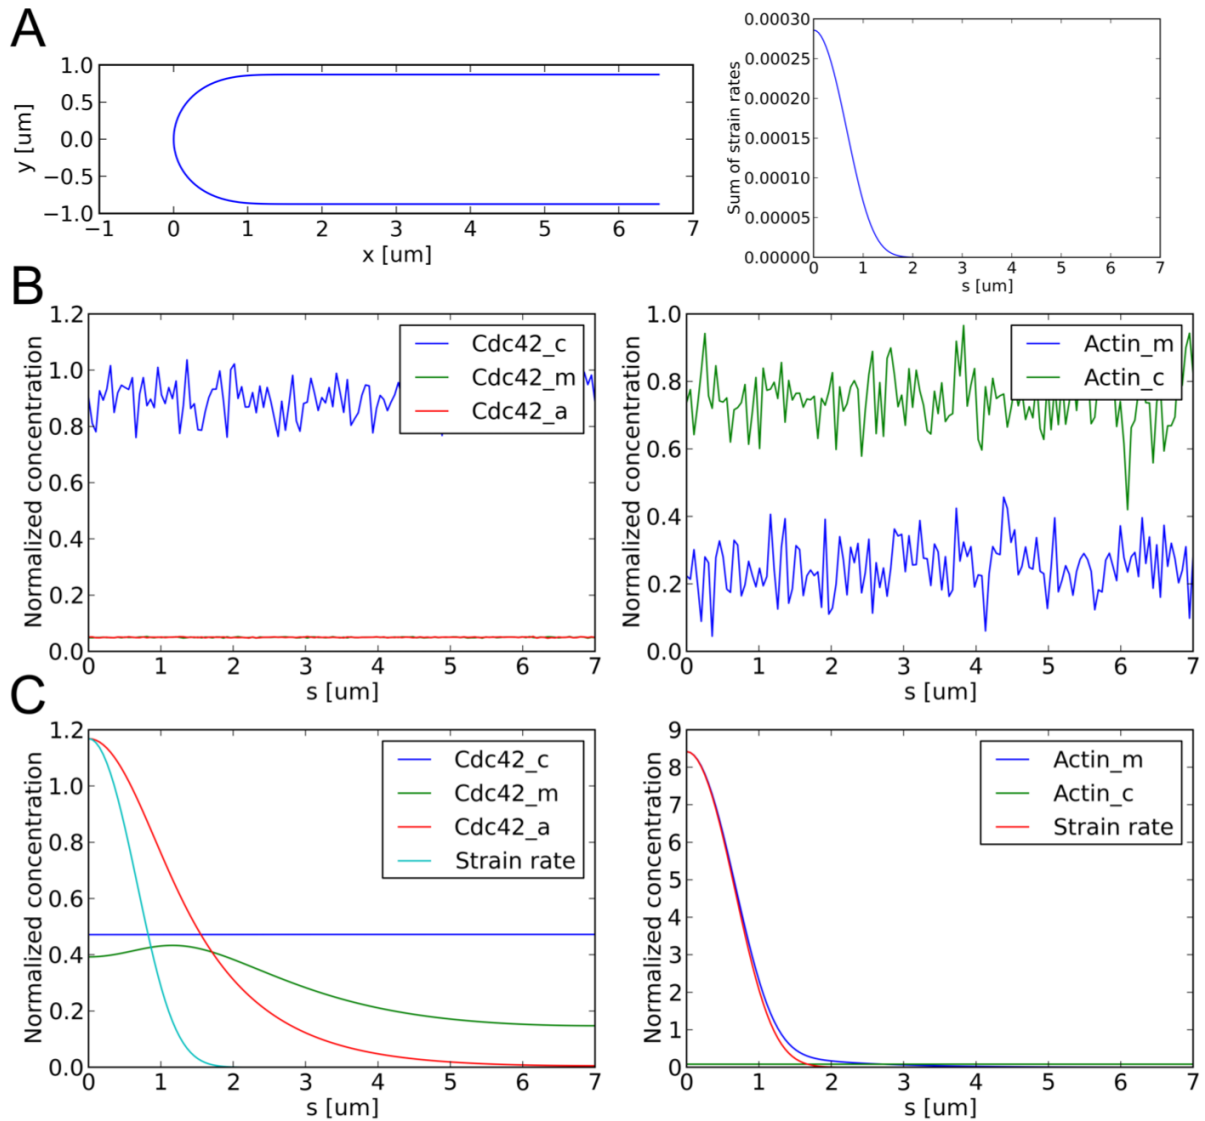 A
1.0
0.5
0.0
−0.5
−1.0
y [um]
−1 0 1 2 3 4 5 6 7
x [um]
0.00030
0.00025
0.00020
0.00015
0.00010
0.00005
0.00000
Sum of strain rates
0 1 2 3 4 5 6 7
s [um]
B
1.2
1.0
0.8
0.6
0.4
0.2
0.0
Normalized concentration
Cdc42_c
Cdc42_m
Cdc42_a
0 1 2 3 4 5 6 7
s [um]
1.0
0.8
0.6
0.4
0.2
0.0
Normalized concentration
Actin_m
Actin_c
0 1 2 3 4 5 6 7
s [um]
C
1.2
1.0
0.8
0.6
0.4
0.2
0.0
Normalized concentration
Cdc42_c
Cdc42_m
Cdc42_a
Strain rate
0 1 2 3 4 5 6 7
s [um]
9
8
7
6
5
4
3
2
1
0
Normalized concentration
Actin_m
Actin_c
Strain rate
0 1 2 3 4 5 6 7
s [um]